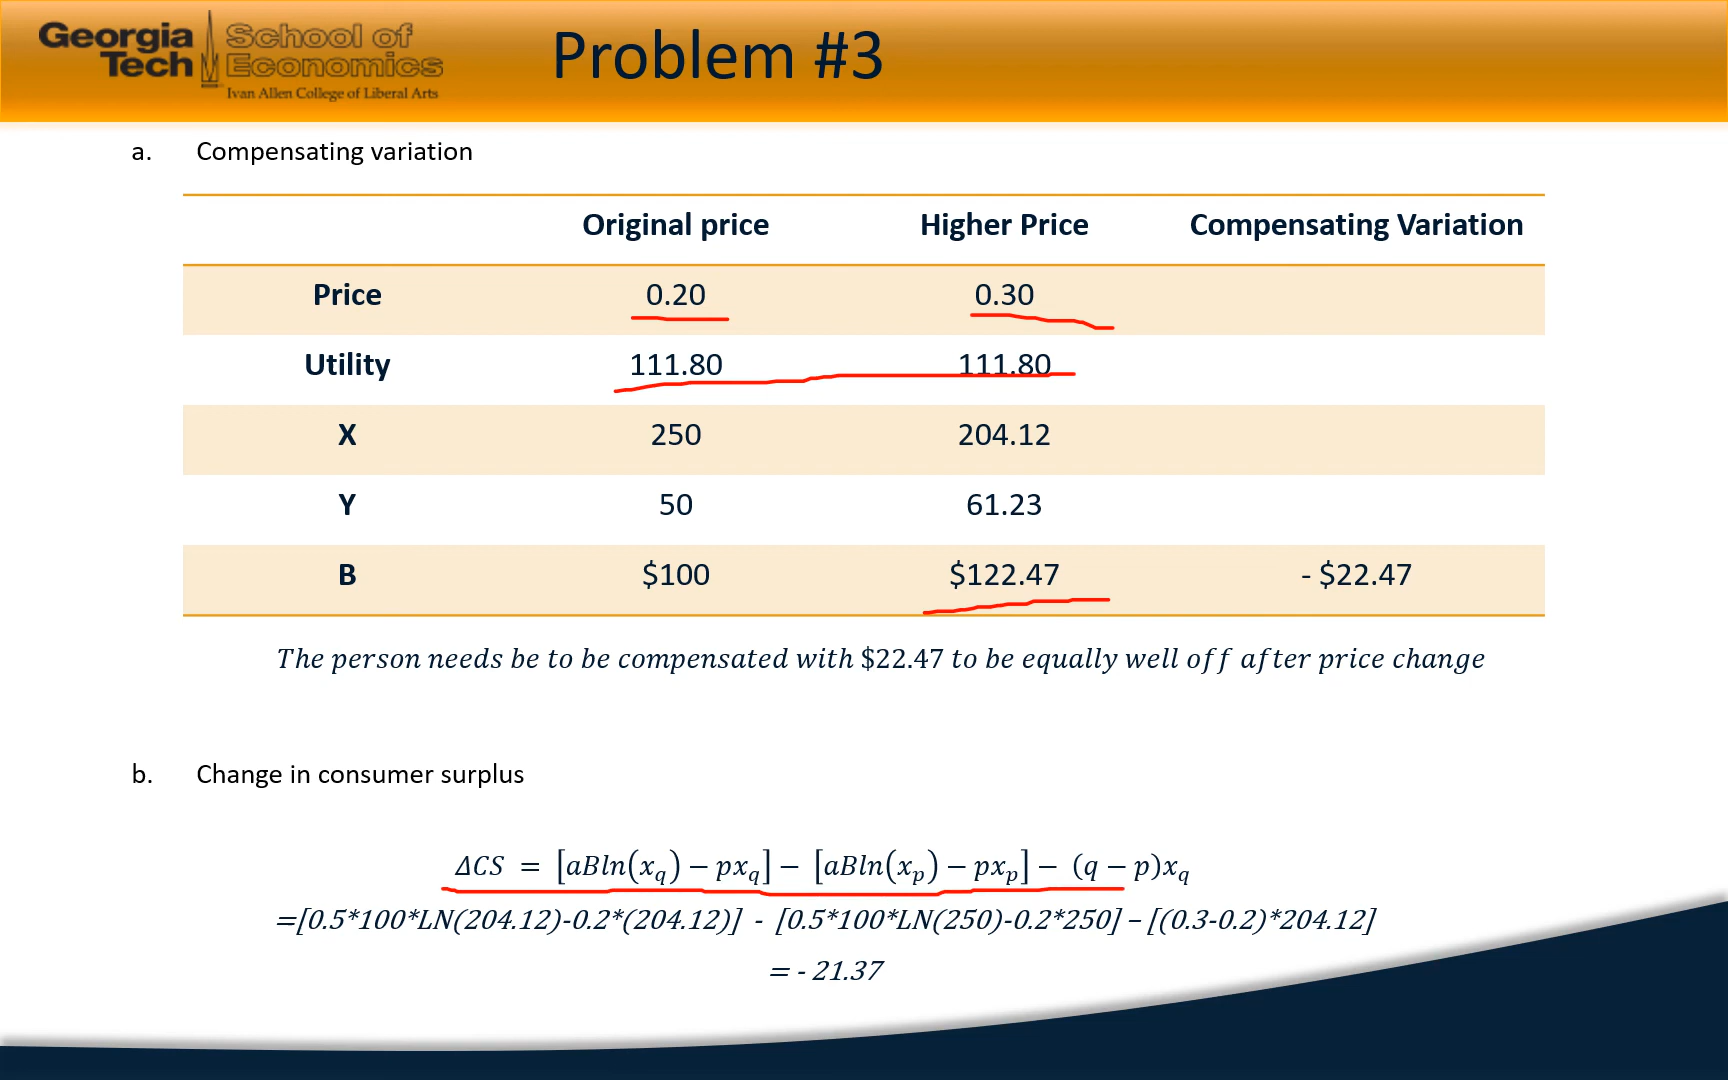 Georgia Tech School of Economics
Ivan Allen College of Liberal Arts
Problem #3
a. Compensating variation
Original price Higher Price Compensating Variation
Price 0.20 0.30
Utility 111.80 111.80
X 250 204.12
Y 50 61.23
B $100 $122.47 - $22.47
The person needs be to be compensated with $22.47 to be equally well off after price change
b. Change in consumer surplus
ΔCS = [aBln(x_q) − px_q] − [aBln(x_p) − px_p] − (q − p)x_q
=[0.5*100*LN(204.12)-0.2*(204.12)] - [0.5*100*LN(250)-0.2*250] − [(0.3-0.2)*204.12]
= - 21.37